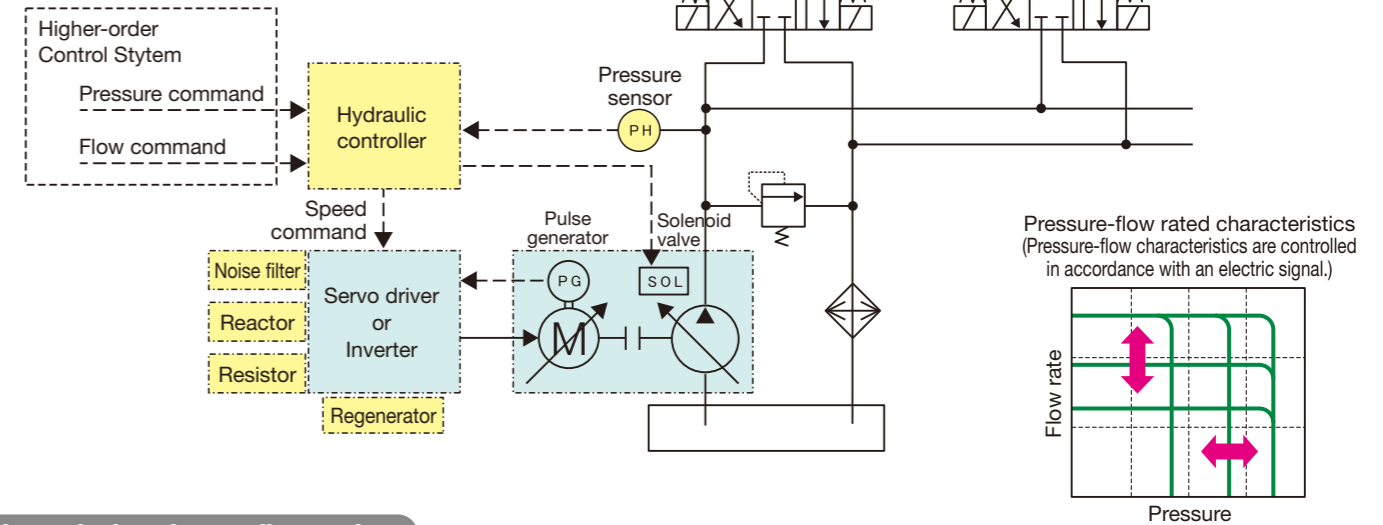 Higher-order
Control Stytem
Pressure command
Flow command
Hydraulic
controller
Pressure
sensor
PH
Speed
command
Pulse
generator
Solenoid
valve
Noise filter
Reactor
Resistor
Servo driver
or
Inverter
Regenerator
PG
SOL
M
Pressure-flow rated characteristics
(Pressure-flow characteristics are controlled
in accordance with an electric signal.)
Flow rate
Pressure